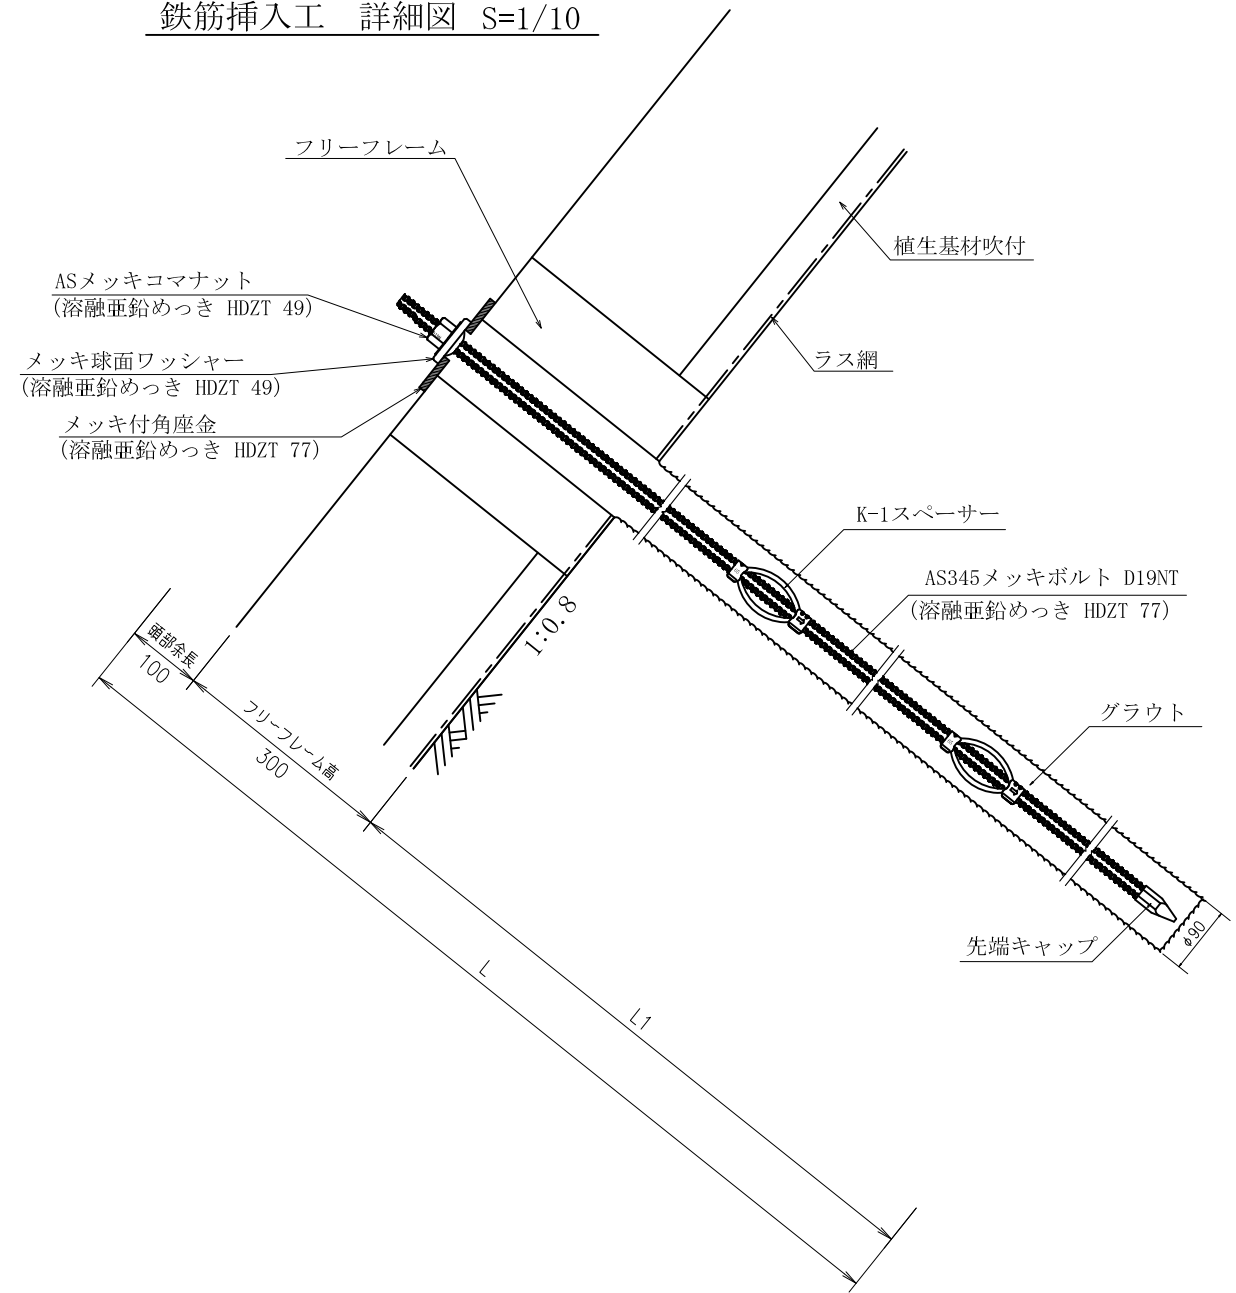 鉄筋挿入工　詳細図　S=1/10
フリーフレーム
植生基材吹付
ASメッキコマナット
(溶融亜鉛めっき HDZT 49)
ラス網
メッキ球面ワッシャー
(溶融亜鉛めっき HDZT 49)
メッキ付角座金
(溶融亜鉛めっき HDZT 77)
K-1スペーサー
AS345メッキボルト D19NT
(溶融亜鉛めっき HDZT 77)
1:0.8
頭部余長
100
フリーフレーム高
300
グラウト
先端キャップ
φ90
L
L1